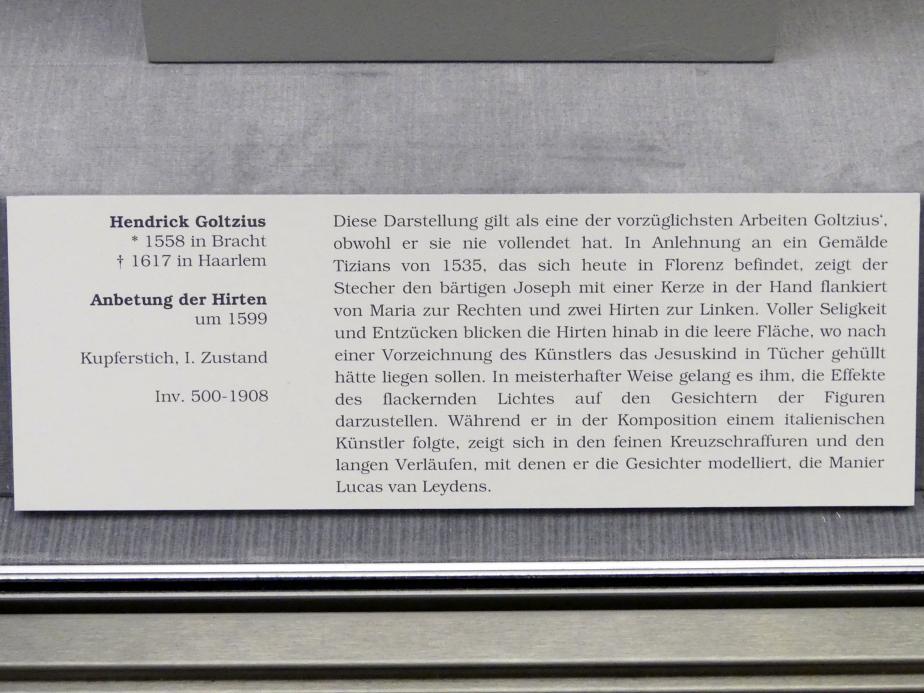 Hendrick Goltzius
* 1558 in Bracht
† 1617 in Haarlem
Anbetung der Hirten
um 1599
Kupferstich, I. Zustand
Inv. 500-1908
Diese Darstellung gilt als eine der vorzüglichsten Arbeiten Goltzius‘,
obwohl er sie nie vollendet hat. In Anlehnung an ein Gemälde
Tizians von 1535, das sich heute in Florenz befindet, zeigt der
Stecher den bärtigen Joseph mit einer Kerze in der Hand flankiert
von Maria zur Rechten und zwei Hirten zur Linken. Voller Seligkeit
und Entzücken blicken die Hirten hinab in die leere Fläche, wo nach
einer Vorzeichnung des Künstlers das Jesuskind in Tücher gehüllt
hätte liegen sollen. In meisterhafter Weise gelang es ihm, die Effekte
des flackernden Lichtes auf den Gesichtern der Figuren
darzustellen. Während er in der Komposition einem italienischen
Künstler folgte, zeigt sich in den feinen Kreuzschraffuren und den
langen Verläufen, mit denen er die Gesichter modelliert, die Manier
Lucas van Leydens.